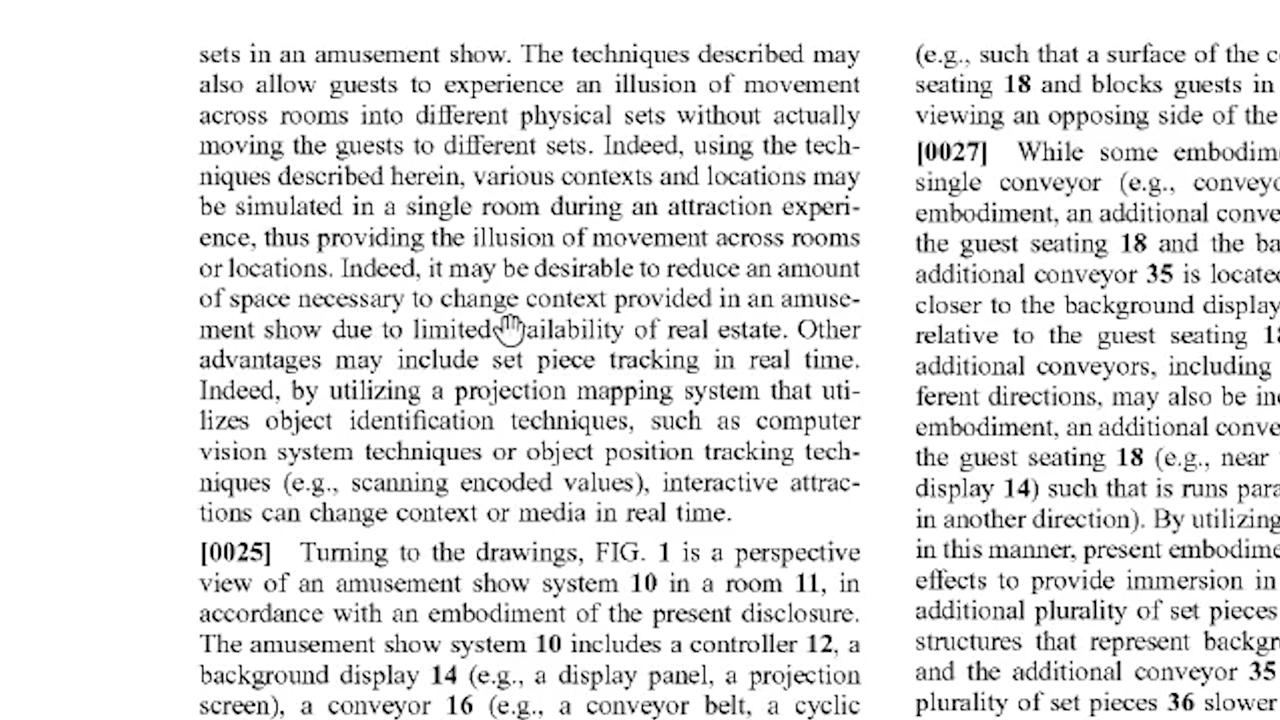 sets in an amusement show. The techniques described may
also allow guests to experience an illusion of movement
across rooms into different physical sets without actually
moving the guests to different sets. Indeed, using the tech-
niques described herein, various contexts and locations may
be simulated in a single room during an attraction experi-
ence, thus providing the illusion of movement across rooms
or locations. Indeed, it may be desirable to reduce an amount
of space necessary to change context provided in an amuse-
ment show due to limited ailability of real estate. Other
advantages may include set piece tracking in real time.
Indeed, by utilizing a projection mapping system that uti-
lizes object identification techniques, such as computer
vision system techniques or object position tracking tech-
niques (e.g., scanning encoded values), interactive attrac-
tions can change context or media in real time.
[0025] Turning to the drawings, FIG. 1 is a perspective
view of an amusement show system 10 in a room 11, in
accordance with an embodiment of the present disclosure.
The amusement show system 10 includes a controller 12, a
background display 14 (e.g., a display panel, a projection
screen), a conveyor 16 (e.g., a conveyor belt, a cyclic
(e.g., such that a surface of the c
seating 18 and blocks guests in
viewing an opposing side of the
[0027] While some embodim
single conveyor (e.g., conveyo
embodiment, an additional conve
the guest seating 18 and the ba
additional conveyor 35 is located
closer to the background display
relative to the guest seating 18
additional conveyors, including
ferent directions, may also be in
embodiment, an additional conve
the guest seating 18 (e.g., near
display 14) such that is runs para
in another direction). By utilizing
in this manner, present embodime
effects to provide immersion in
additional plurality of set pieces
structures that represent backgr
and the additional conveyor 35
plurality of set pieces 36 slower